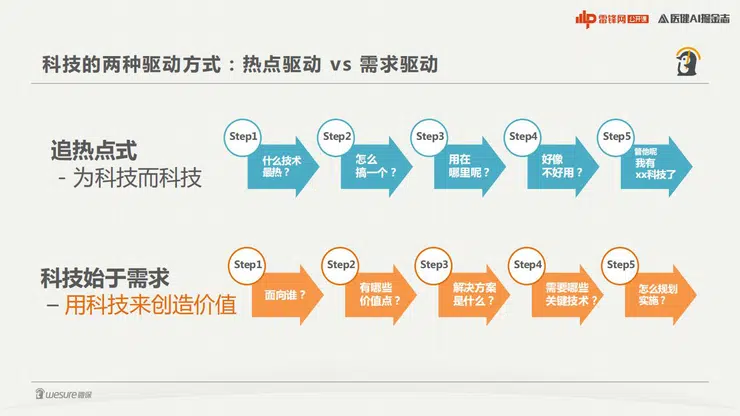 雷锋网 公开课 医健AI掘金志
科技的两种驱动方式：热点驱动 vs 需求驱动
追热点式
- 为科技而科技
Step1
什么技术
最热？
Step2
怎么
搞一个？
Step3
用在
哪里呢？
Step4
好像
不好用？
Step5
管他呢
我有
xx科技了
科技始于需求
– 用科技来创造价值
Step1
面向谁？
Step2
有哪些
价值点？
Step3
解决方案
是什么？
Step4
需要哪些
关键技术？
Step5
怎么规划
实施？
wesure微保